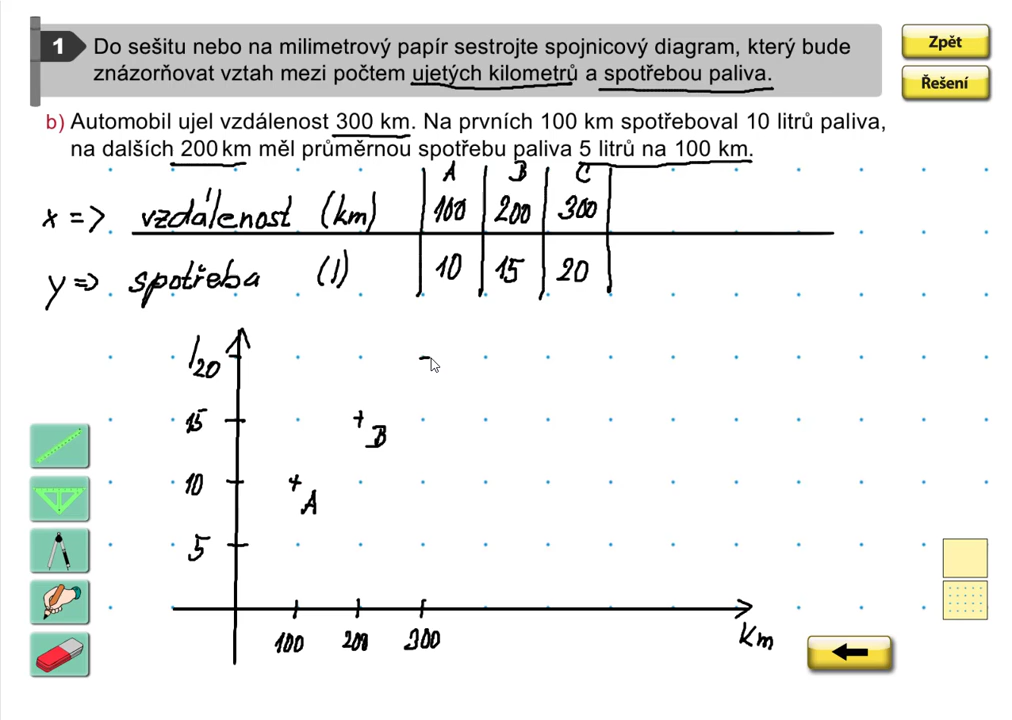 1 Do sešitu nebo na milimetrový papír sestrojte spojnicový diagram, který bude
znázorňovat vztah mezi počtem ujetých kilometrů a spotřebou paliva.
Zpět
Řešení
b) Automobil ujel vzdálenost 300 km. Na prvních 100 km spotřeboval 10 litrů paliva,
na dalších 200 km měl průměrnou spotřebu paliva 5 litrů na 100 km.
A B C
x => vzdálenost (km) 100 200 300
y => spotřeba (l) 10 15 20
l
20
15
B
10
A
5
100 200 300 Km